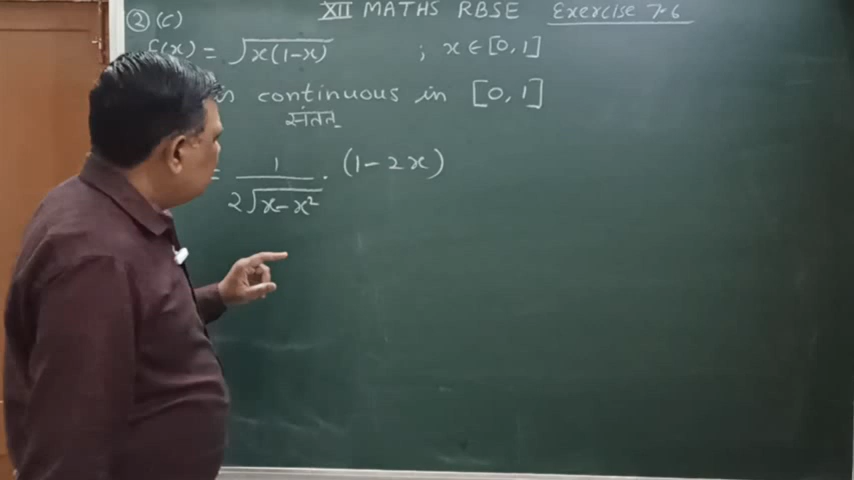 XII MATHS RBSE Exercise 7.6
② (c)
f(x) = √x(1-x) ; x ∈ [0,1]
continuous in [0,1]
संतत
= 1/2√x-x² . (1-2x)